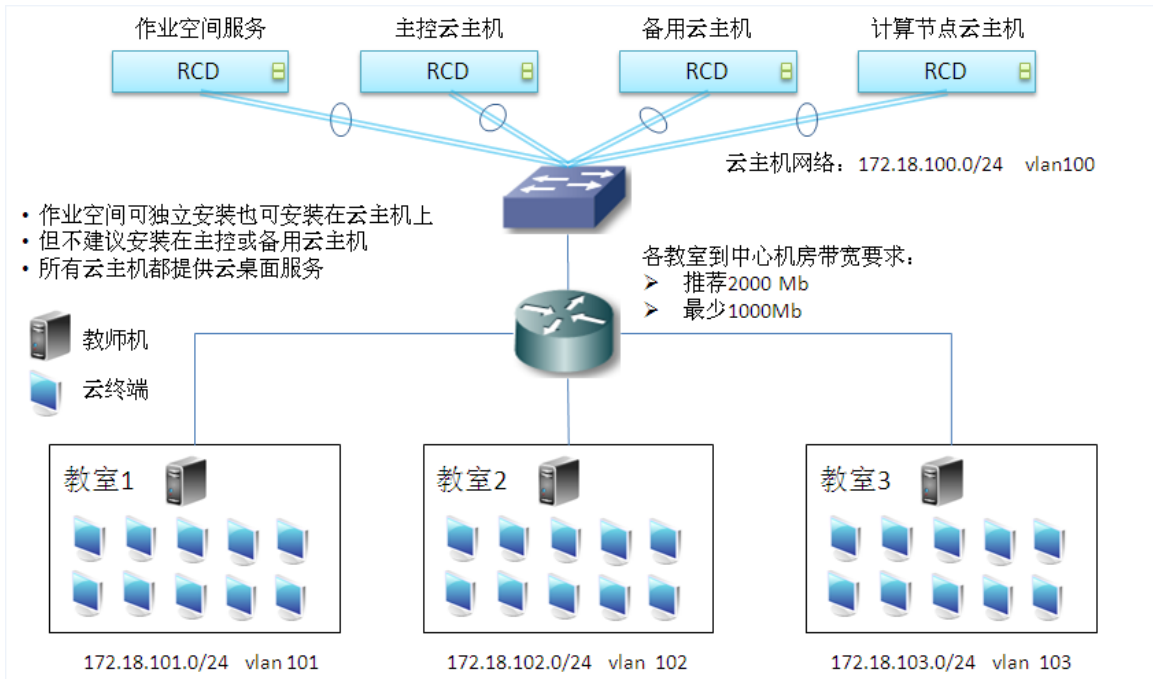 作业空间服务
主控云主机
备用云主机
计算节点云主机
RCD
RCD
RCD
RCD
云主机网络：172.18.100.0/24 vlan100
• 作业空间可独立安装也可安装在云主机上
• 但不建议安装在主控或备用云主机
• 所有云主机都提供云桌面服务
各教室到中心机房带宽要求：
➢ 推荐2000 Mb
➢ 最少1000Mb
教师机
云终端
教室1
教室2
教室3
172.18.101.0/24 vlan 101
172.18.102.0/24 vlan 102
172.18.103.0/24 vlan 103